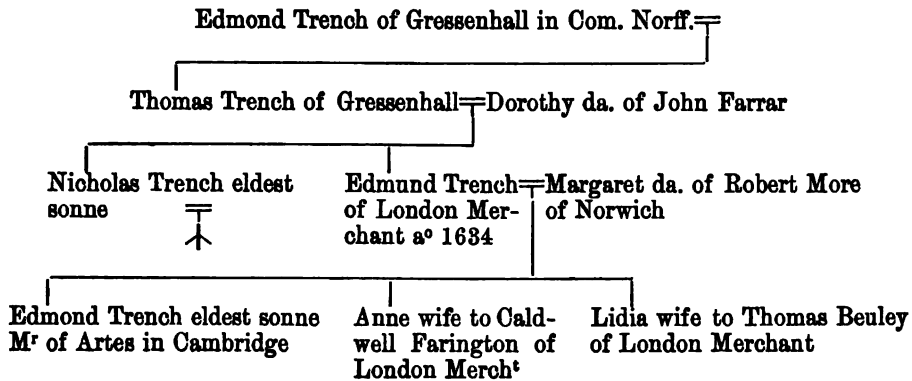 Edmond Trench of Gressenhall in Com. Norff.
Thomas Trench of Gressenhall Dorothy da. of John Farrar
Nicholas Trench eldest
sonne
Edmund Trench
of London Mer-
chant aº 1634
Margaret da. of Robert More
of Norwich
Edmond Trench eldest sonne
Mʳ of Artes in Cambridge
Anne wife to Cald-
well Farington of
London Merchᵗ
Lidia wife to Thomas Beuley
of London Merchant